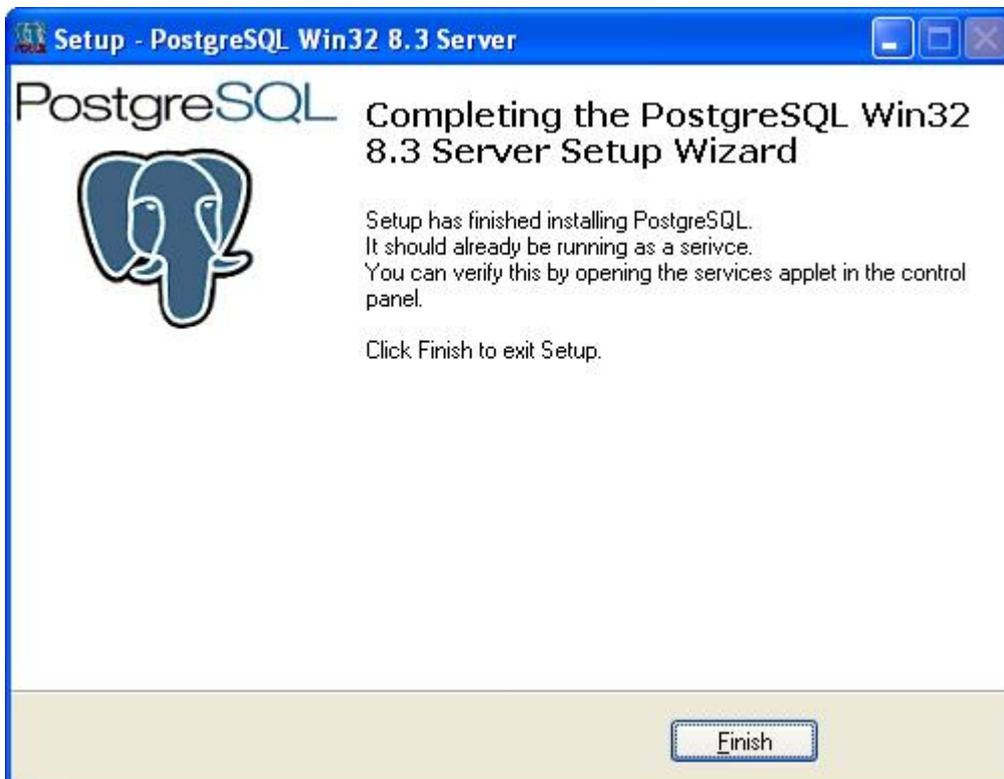 Setup - PostgreSQL Win32 8.3 Server
PostgreSQL
Completing the PostgreSQL Win32
8.3 Server Setup Wizard
Setup has finished installing PostgreSQL.
It should already be running as a serivce.
You can verify this by opening the services applet in the control
panel.
Click Finish to exit Setup.
Finish